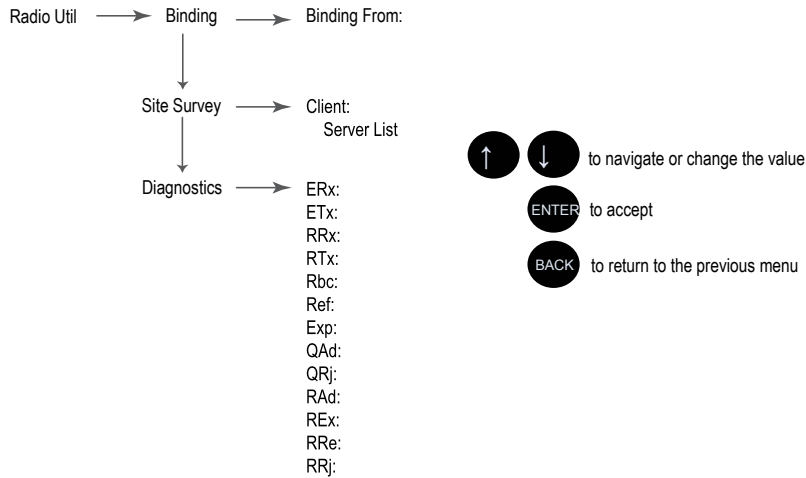 Radio Util Binding Binding From:
Site Survey Client:
Server List
Diagnostics ERx:
ETx:
RRx:
RTx:
Rbc:
Ref:
Exp:
QAd:
QRj:
RAd:
REx:
RRe:
RRj:
↑ ↓ to navigate or change the value
ENTER to accept
BACK to return to the previous menu